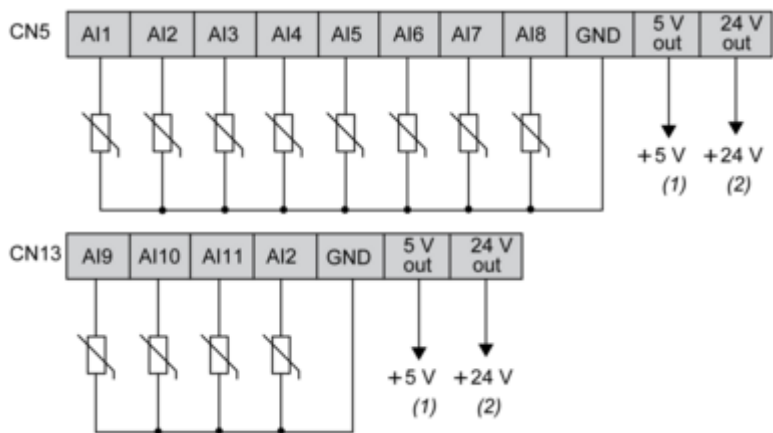 CN5 AI1 AI2 AI3 AI4 AI5 AI6 AI7 AI8 GND 5 V out 24 V out
+5 V +24 V
(1) (2)
CN13 AI9 AI10 AI11 AI2 GND 5 V out 24 V out
+5 V +24 V
(1) (2)